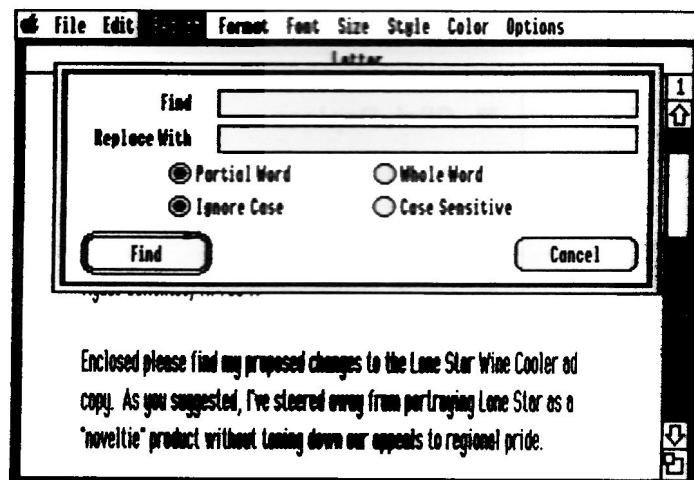 File Edit Format Font Size Style Color Options
Letter
1
Find
Replace With
Partial Word Whole Word
Ignore Case Case Sensitive
Find Cancel
Enclosed please find my proposed changes to the Lone Star Wine Cooler ad
copy. As you suggested, I've steered away from portraying Lone Star as a
"noveltie" product without toning down our appeals to regional pride.